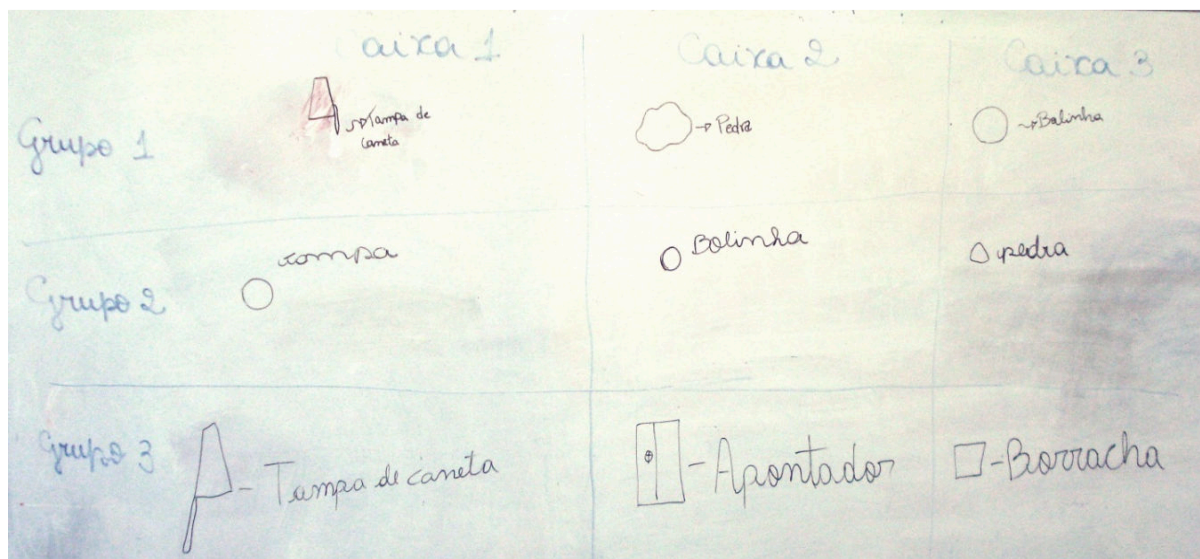 Caixa 1 Caixa 2 Caixa 3
Grupo 1
Tampa de
caneta
Pedra
Bolinha
Grupo 2
Bolinha
pedra
Grupo 3
Tampa de caneta
Apontador
Borracha